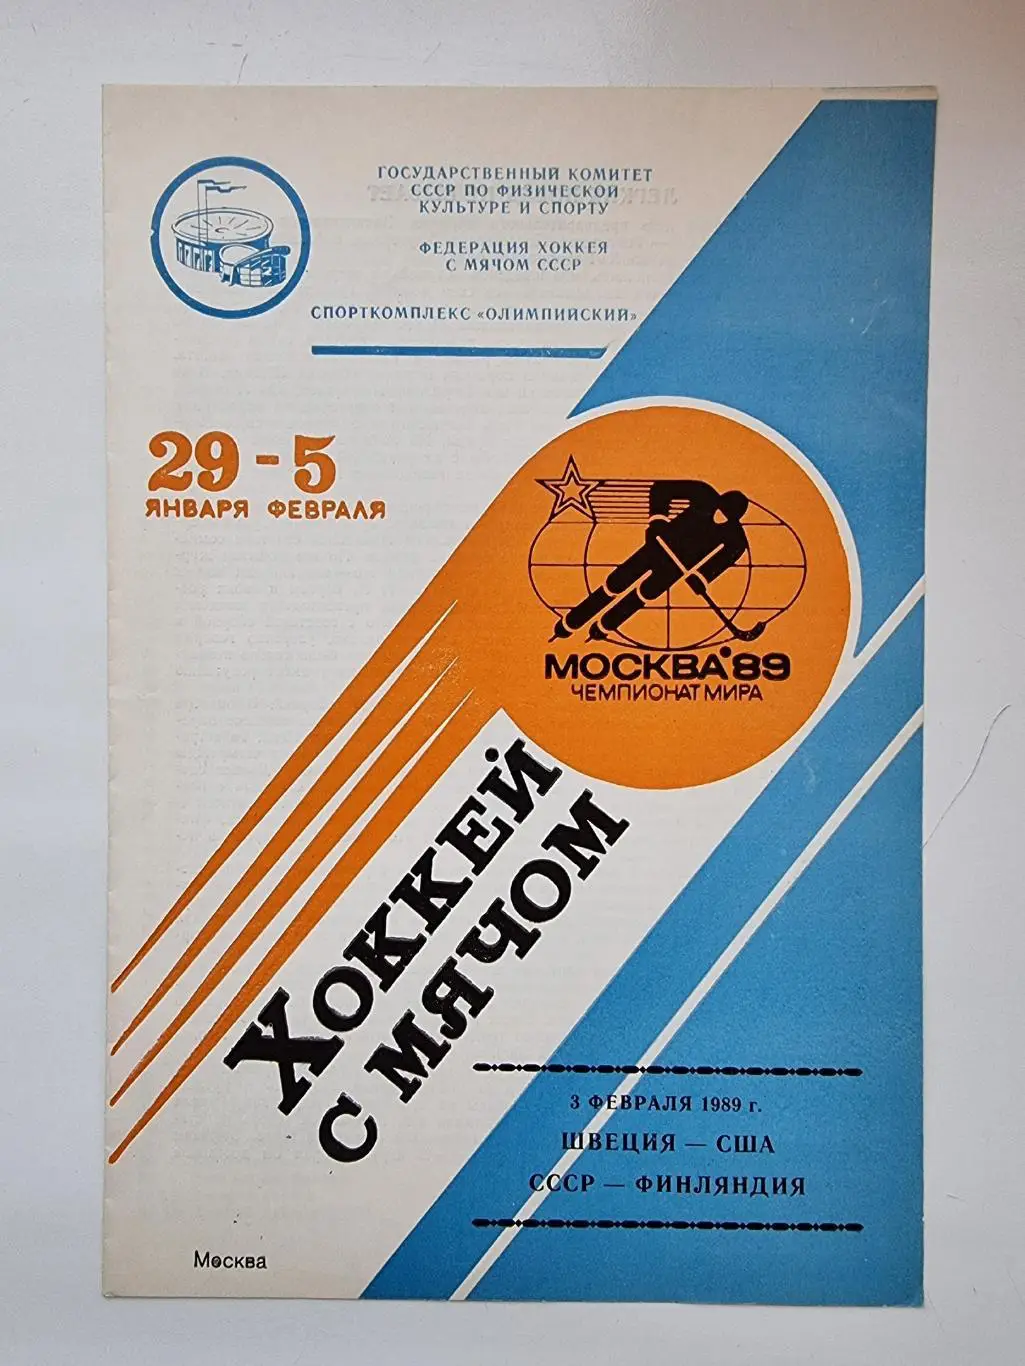 ГОСУДАРСТВЕННЫЙ КОМИТЕТ
СССР ПО ФИЗИЧЕСКОЙ
КУЛЬТУРЕ И СПОРТУ
ФЕДЕРАЦИЯ ХОККЕЯ
С МЯЧОМ СССР
СПОРТКОМПЛЕКС «ОЛИМПИЙСКИЙ»
29 - 5
ЯНВАРЯ ФЕВРАЛЯ
МОСКВА'89
ЧЕМПИОНАТ МИРА
ХОККЕЙ
С МЯЧОМ
3 ФЕВРАЛЯ 1989 г.
ШВЕЦИЯ — США
СССР — ФИНЛЯНДИЯ
Москва